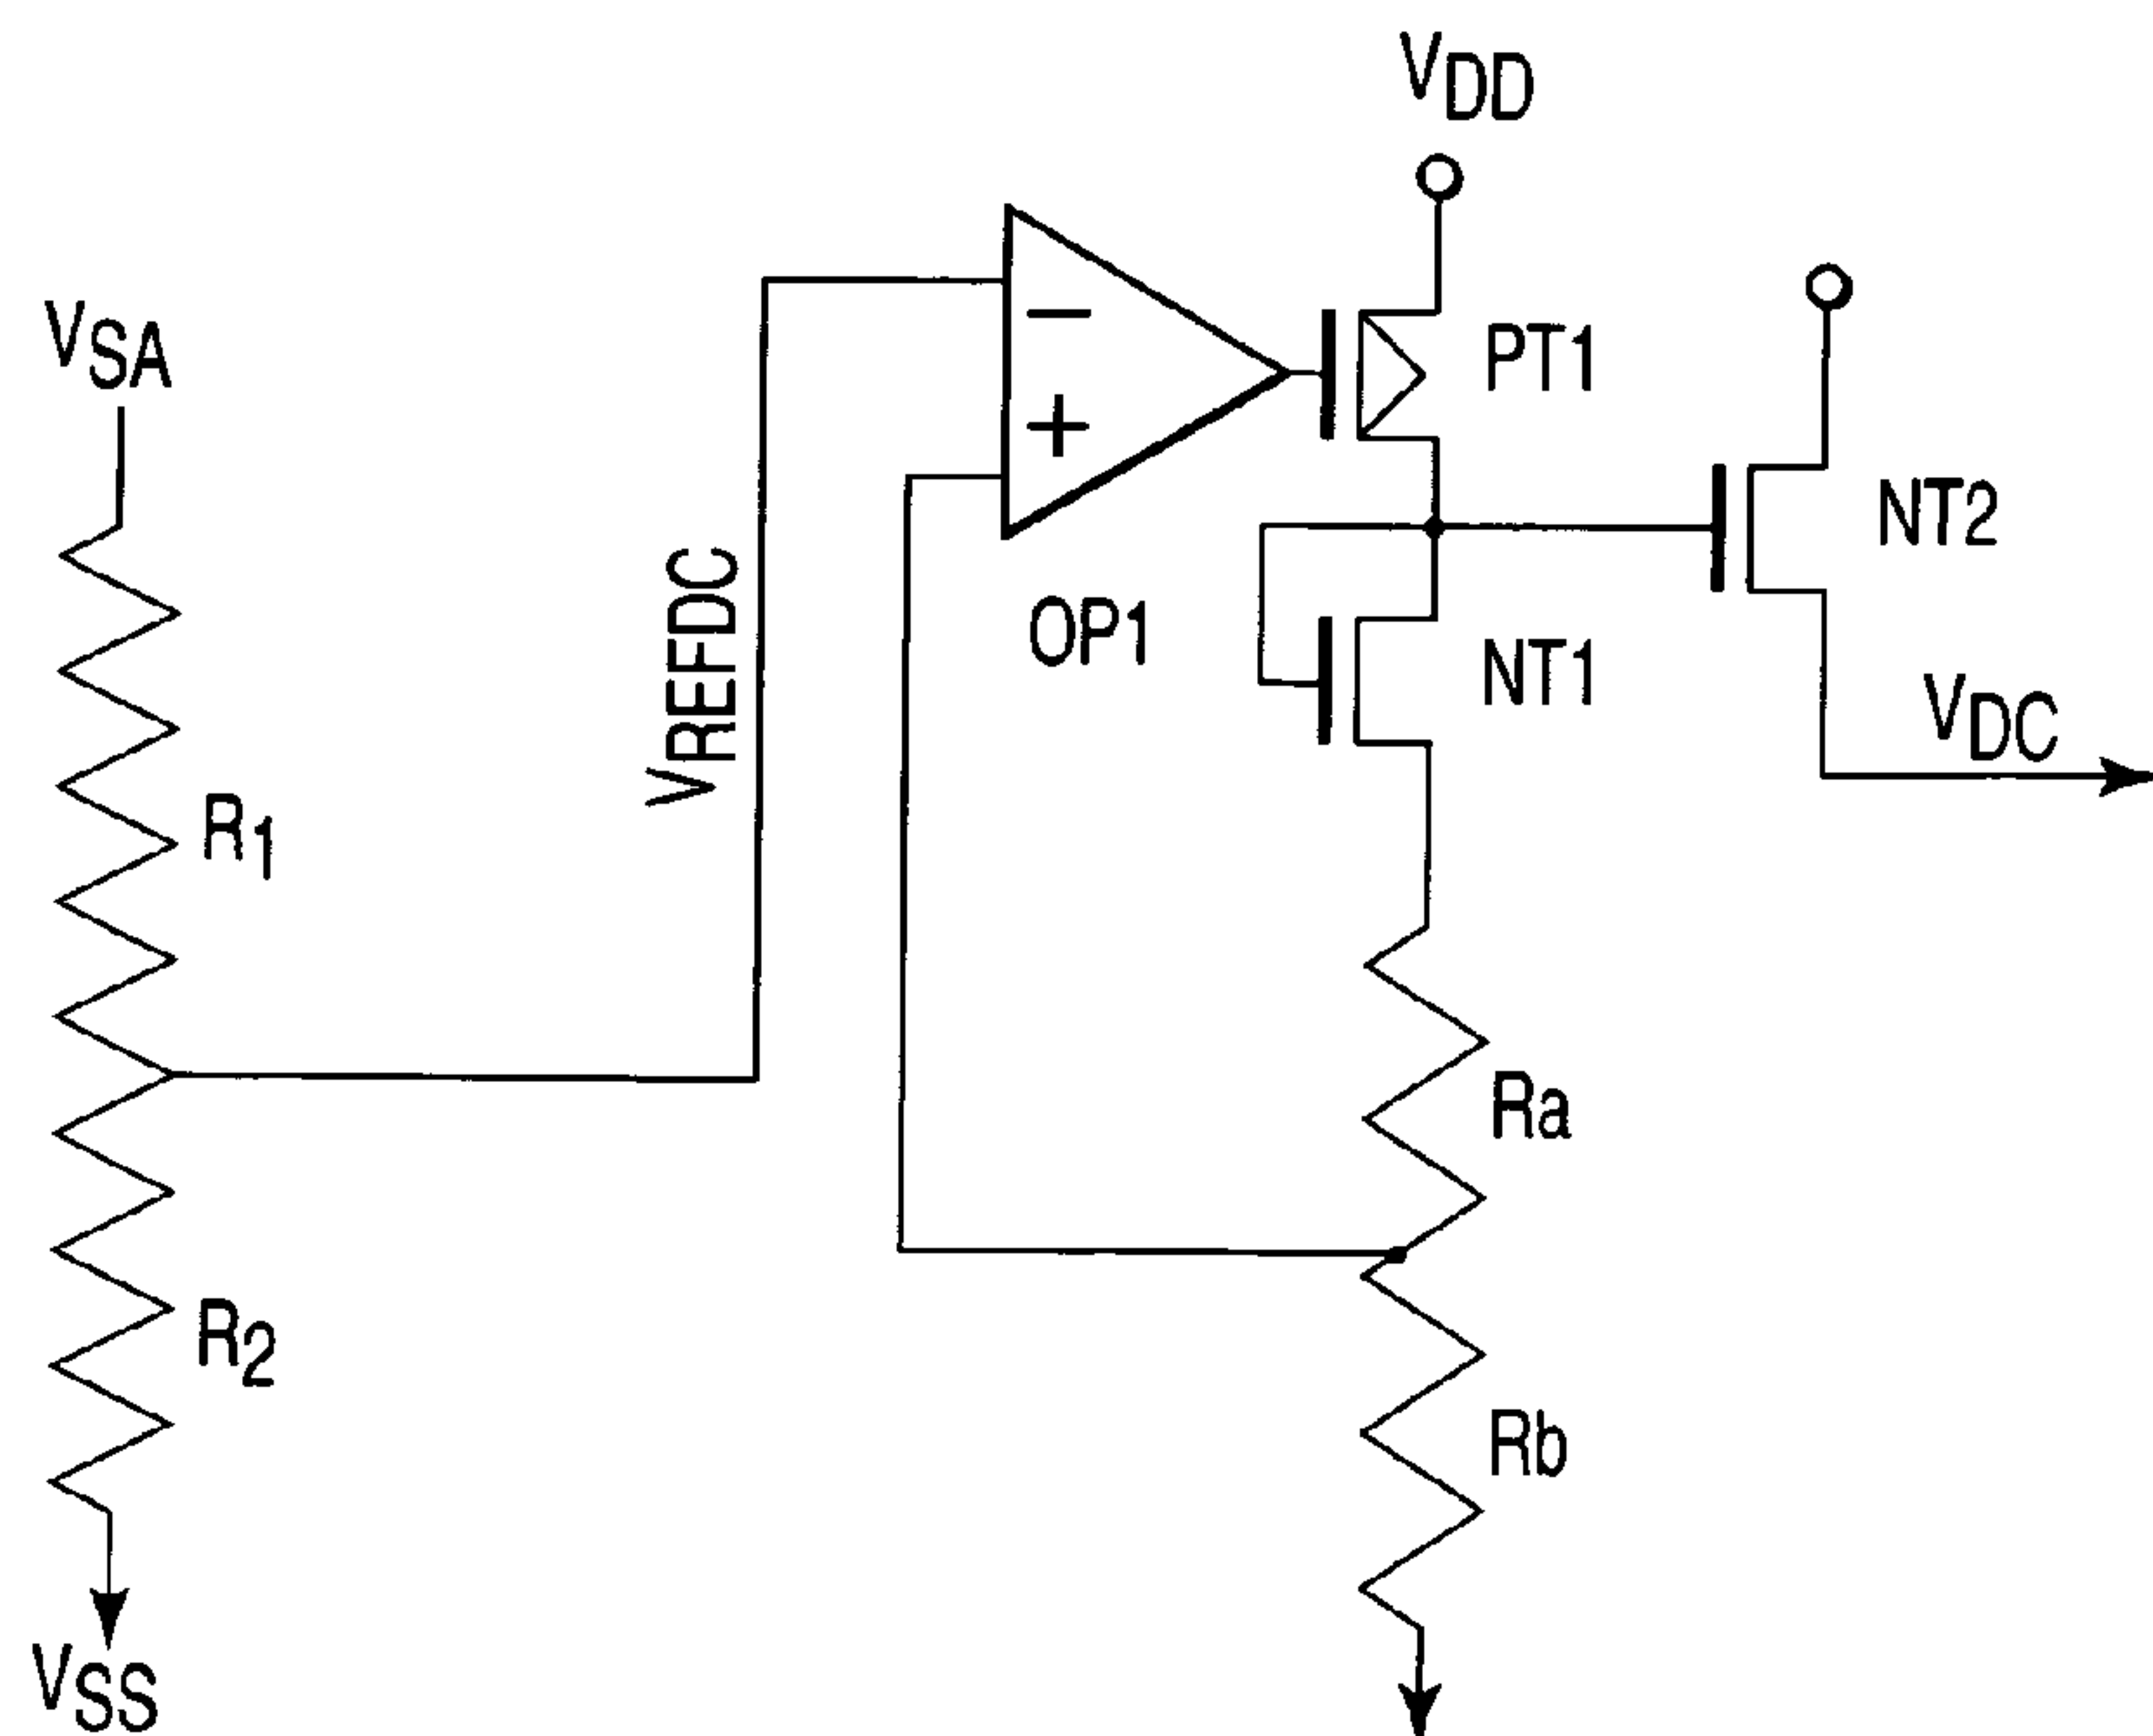 VDD
VSA
PT1
NT2
VREFDC
OP1
NT1
VDC
R1
Ra
R2
Rb
VSS